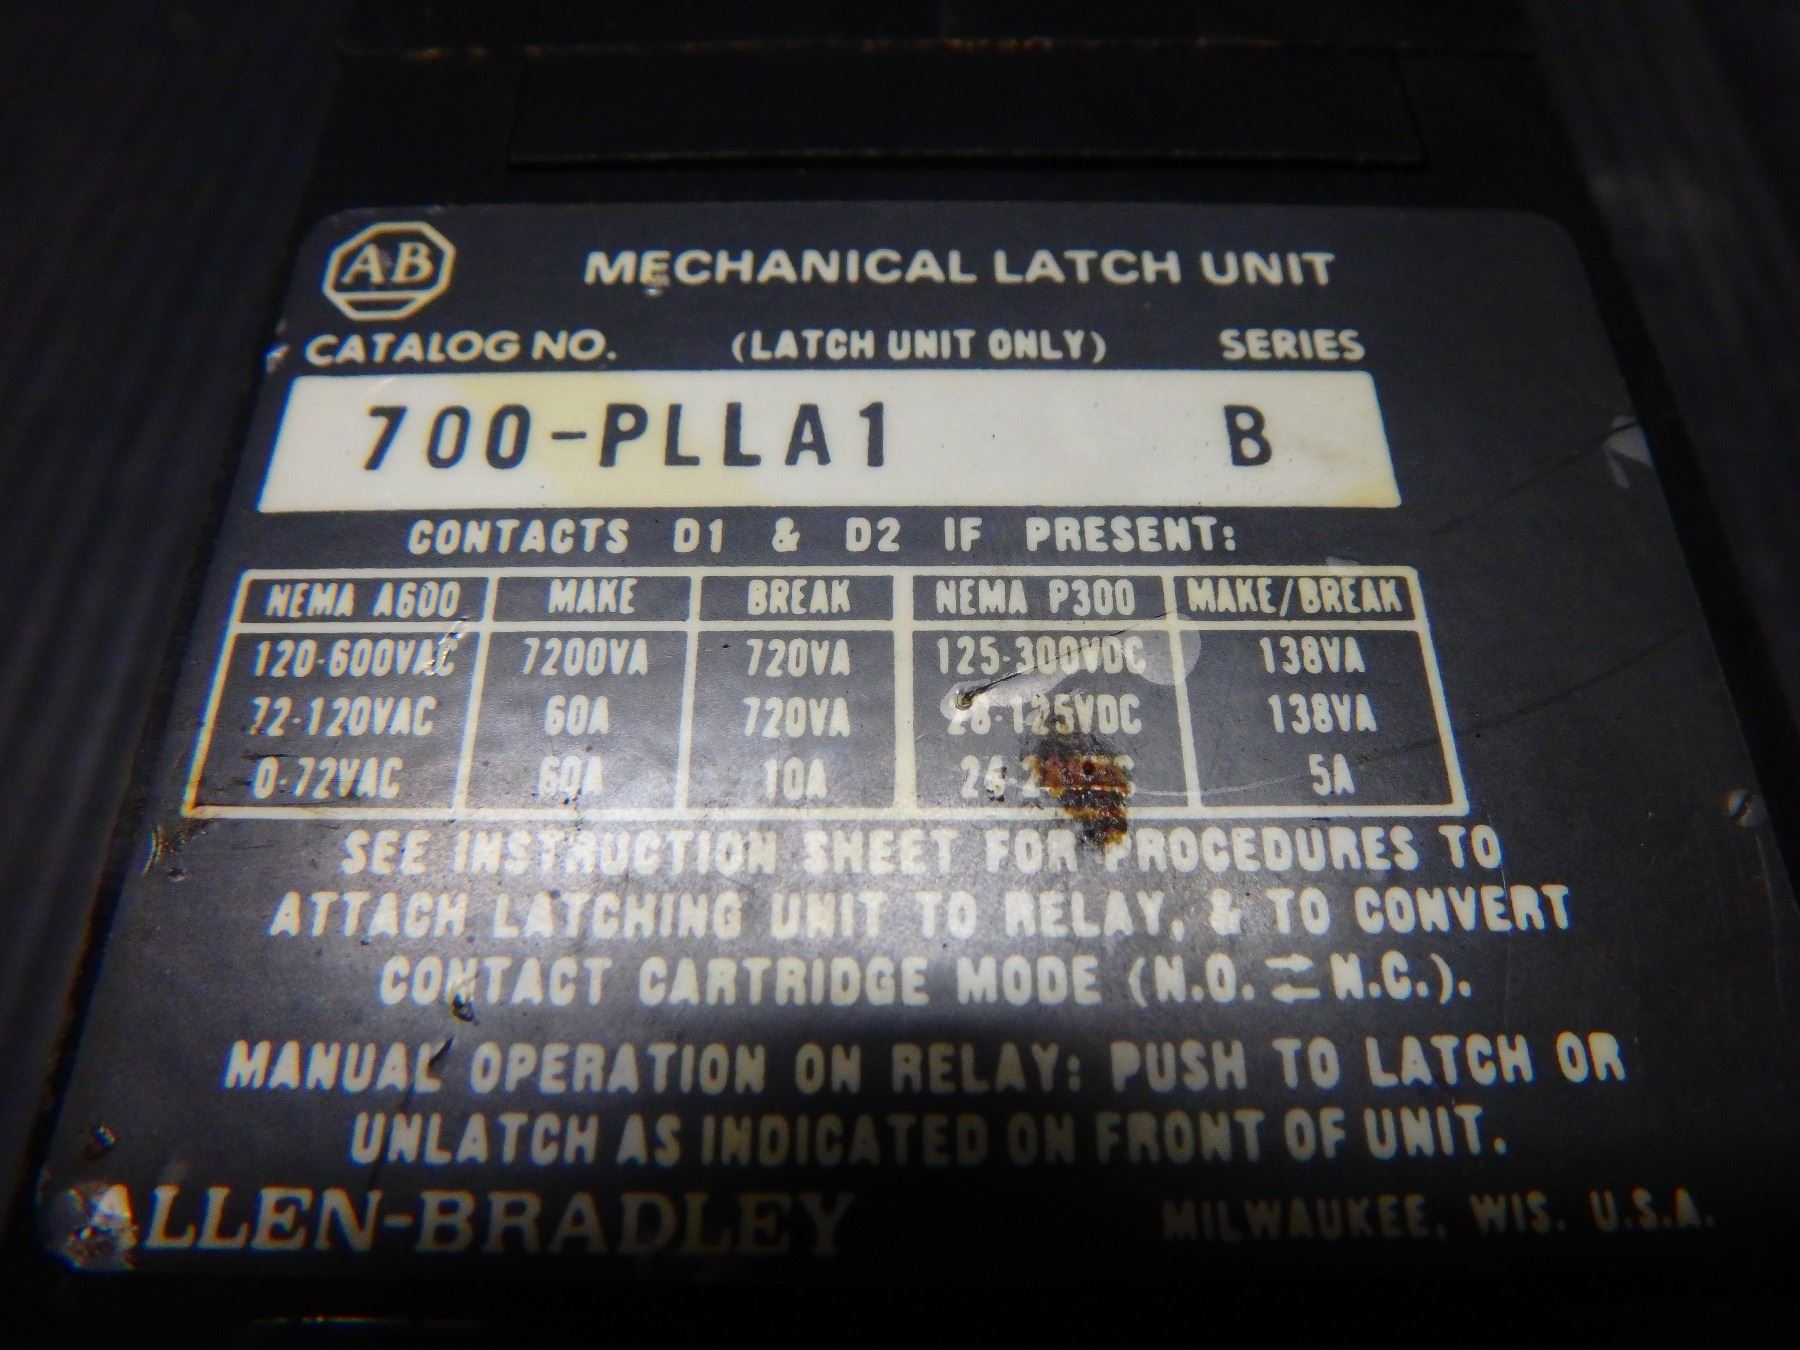 AB MECHANICAL LATCH UNIT
CATALOG NO. (LATCH UNIT ONLY) SERIES
700-PLLA1 B
CONTACTS D1 & D2 IF PRESENT:
NEMA A600 MAKE BREAK NEMA P300 MAKE/BREAK
120-600VAC 7200VA 720VA 125-300VDC 138VA
72-120VAC 60A 720VA 28-125VDC 138VA
0-72VAC 60A 10A 5A
SEE INSTRUCTION SHEET FOR PROCEDURES TO
ATTACH LATCHING UNIT TO RELAY, & TO CONVERT
CONTACT CARTRIDGE MODE (N.O. ⇄ N.C.).
MANUAL OPERATION ON RELAY: PUSH TO LATCH OR
UNLATCH AS INDICATED ON FRONT OF UNIT.
ALLEN-BRADLEY MILWAUKEE, WIS. U.S.A.